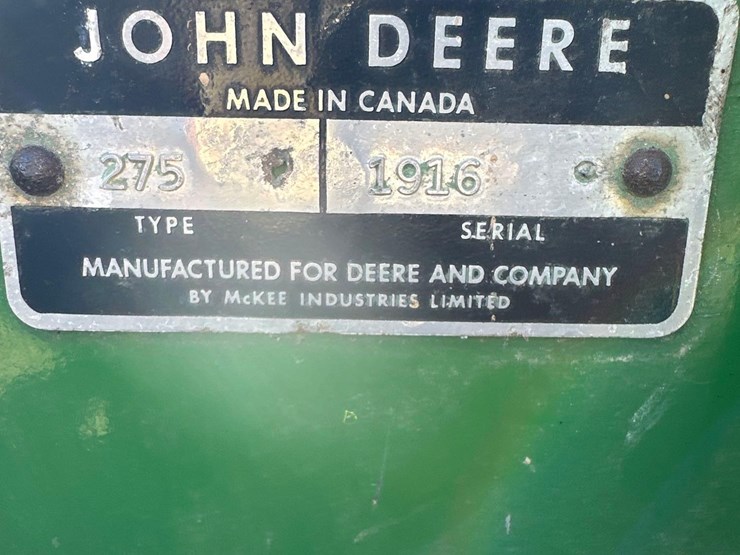 JOHN DEERE
MADE IN CANADA
275 1916
TYPE SERIAL
MANUFACTURED FOR DEERE AND COMPANY
BY McKEE INDUSTRIES LIMITED